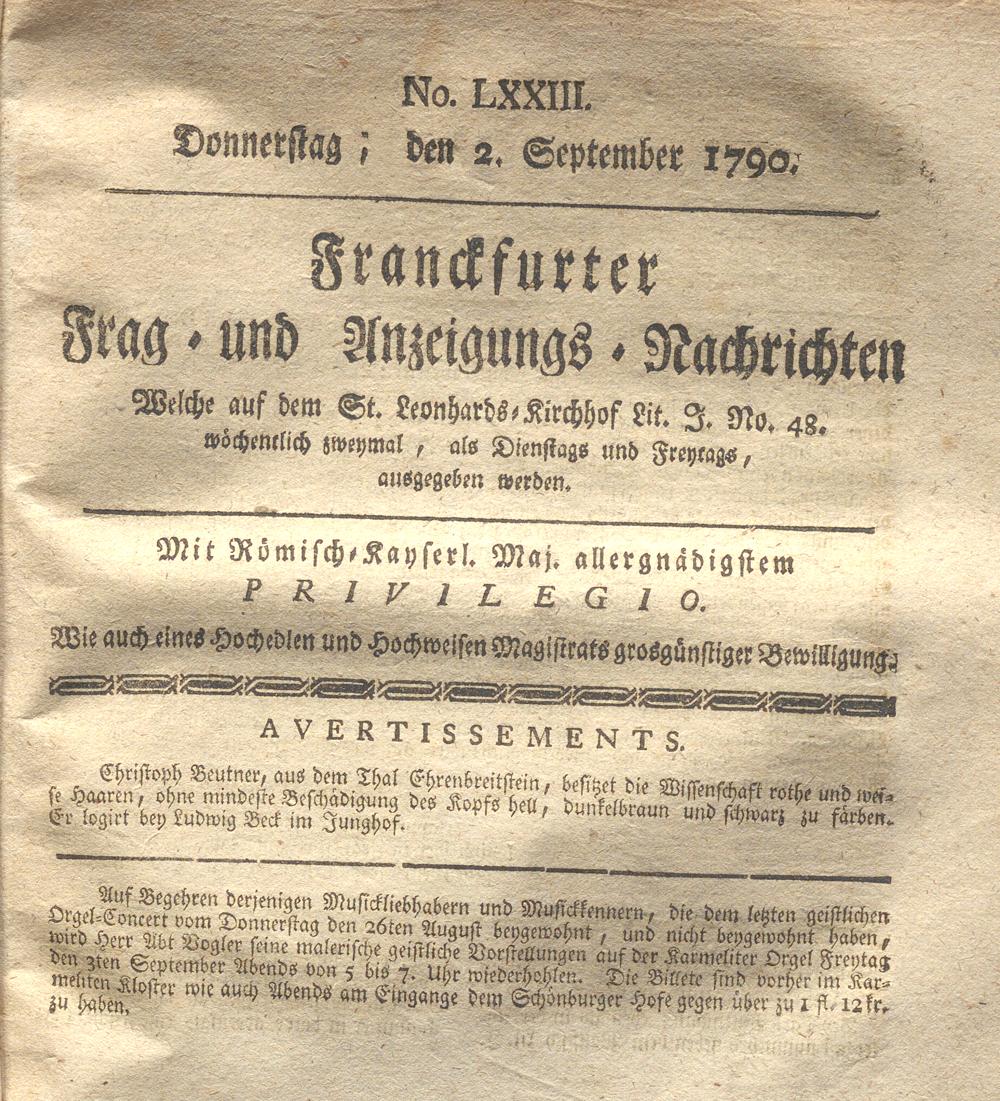 No. LXXIII.
Donnerstag; den 2. September 1790.
Franckfurter
Frag- und Anzeigungs-Nachrichten
Welche auf dem St. Leonhards-Kirchhof Lit. J. No. 48.
wöchentlich zweymal, als Dienstags und Freytags,
ausgegeben werden.
Mit Römisch-Kayserl. Maj. allergnädigstem
PRIVILEGIO.
Wie auch eines Hochedlen und Hochweisen Magistrats grosgünstiger Bewilligung.
AVERTISSEMENTS.
Christoph Beutner, aus dem Thal Ehrenbreitstein, besitzet die Wissenschaft rothe und wei-
se Haaren, ohne mindeste Beschädigung des Kopfs hell, dunkelbraun und schwarz zu färben.
Er logirt bey Ludwig Beck im Junghof.
Auf Begehren derjenigen Musickliebhabern und Musickkennern, die dem letzten geistlichen
Orgel-Concert vom Donnerstag den 26ten August beygewohnt, und nicht beygewohnt haben,
wird Herr Abt Vogler seine malerische geistliche Vorstellungen auf der Karmeliter Orgel Freytag
den 3ten September Abends von 5 bis 7. Uhr wiederhohlen. Die Billete sind vorher im Kar-
meliten Kloster wie auch Abends am Eingange dem Schönburger Hofe gegen über zu 1 fl. 12 kr.
zu haben.